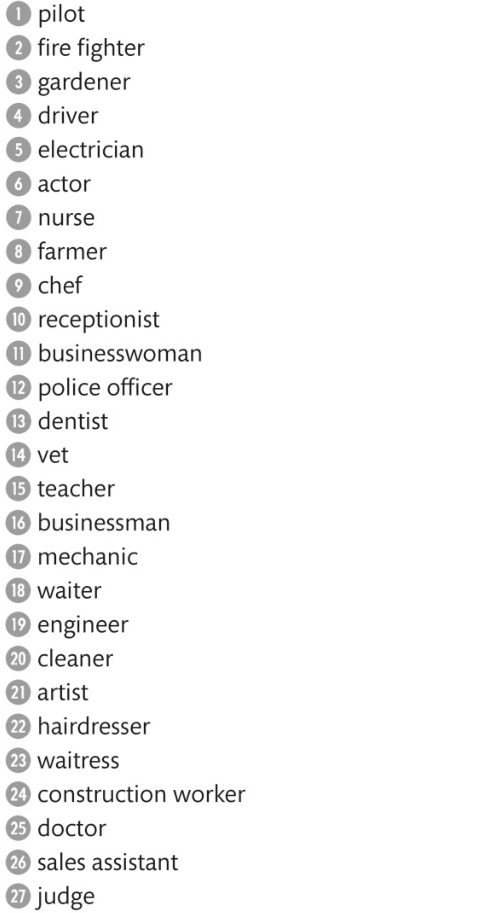 1 pilot
2 fire fighter
3 gardener
4 driver
5 electrician
6 actor
7 nurse
8 farmer
9 chef
10 receptionist
11 businesswoman
12 police officer
13 dentist
14 vet
15 teacher
16 businessman
17 mechanic
18 waiter
19 engineer
20 cleaner
21 artist
22 hairdresser
23 waitress
24 construction worker
25 doctor
26 sales assistant
27 judge